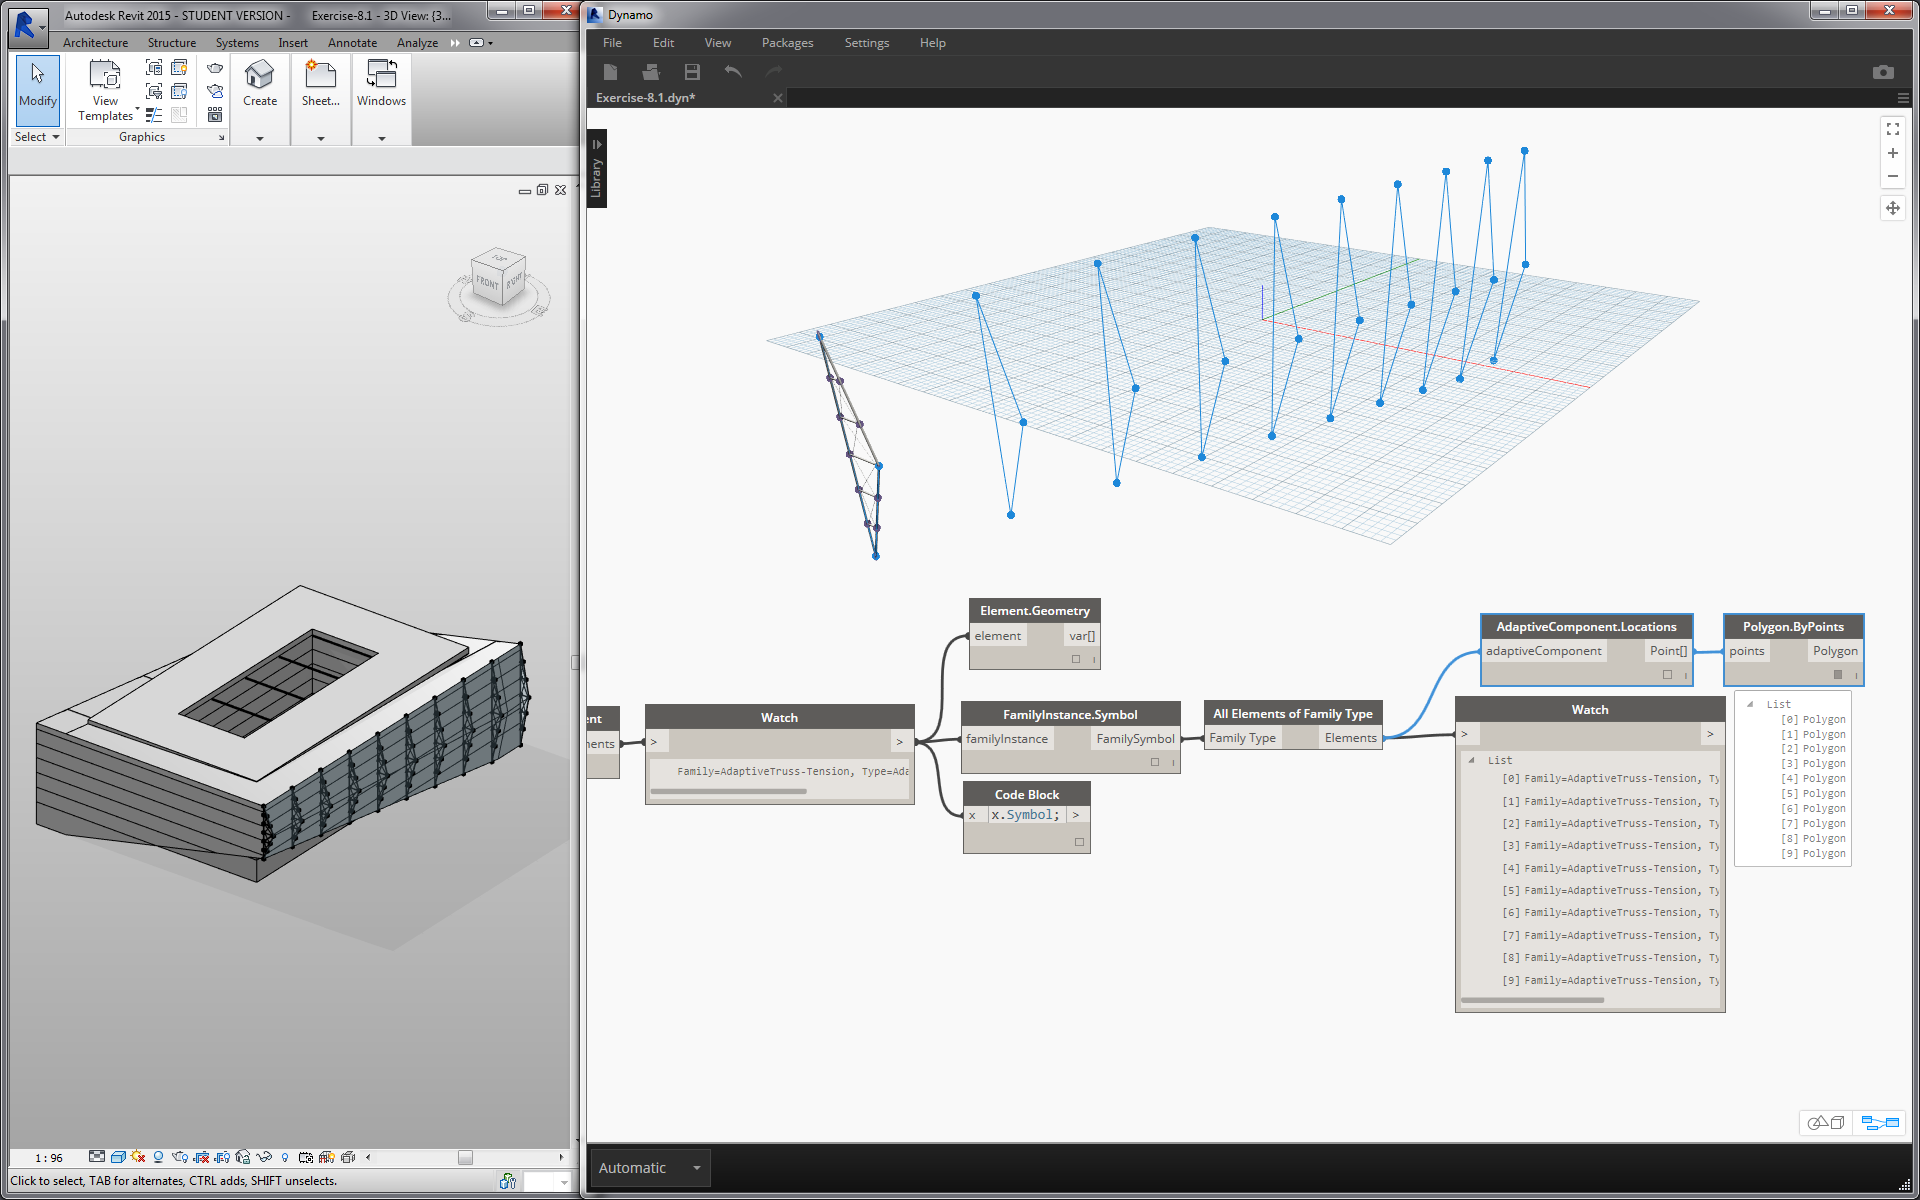 Autodesk Revit 2015 - STUDENT VERSION - Exercise-8.1 - 3D View: {3...
Architecture Structure Systems Insert Annotate Analyze
Modify
View
Templates
Create
Sheet...
Windows
Select
Graphics
TOP
FRONT
RIGHT
1 : 96
Click to select, TAB for alternates, CTRL adds, SHIFT unselects.
Dynamo
File Edit View Packages Settings Help
Exercise-8.1.dyn*
Library
Element.Geometry
element var[]
ent
nents
Watch
> >
Family=AdaptiveTruss-Tension, Type=Ada
FamilyInstance.Symbol
familyInstance FamilySymbol
Code Block
x x.Symbol; >
All Elements of Family Type
Family Type Elements
AdaptiveComponent.Locations
adaptiveComponent Point[]
Polygon.ByPoints
points Polygon
Watch
> >
List
[0] Family=AdaptiveTruss-Tension, Ty
[1] Family=AdaptiveTruss-Tension, Ty
[2] Family=AdaptiveTruss-Tension, Ty
[3] Family=AdaptiveTruss-Tension, Ty
[4] Family=AdaptiveTruss-Tension, Ty
[5] Family=AdaptiveTruss-Tension, Ty
[6] Family=AdaptiveTruss-Tension, Ty
[7] Family=AdaptiveTruss-Tension, Ty
[8] Family=AdaptiveTruss-Tension, Ty
[9] Family=AdaptiveTruss-Tension, Ty
List
[0] Polygon
[1] Polygon
[2] Polygon
[3] Polygon
[4] Polygon
[5] Polygon
[6] Polygon
[7] Polygon
[8] Polygon
[9] Polygon
Automatic